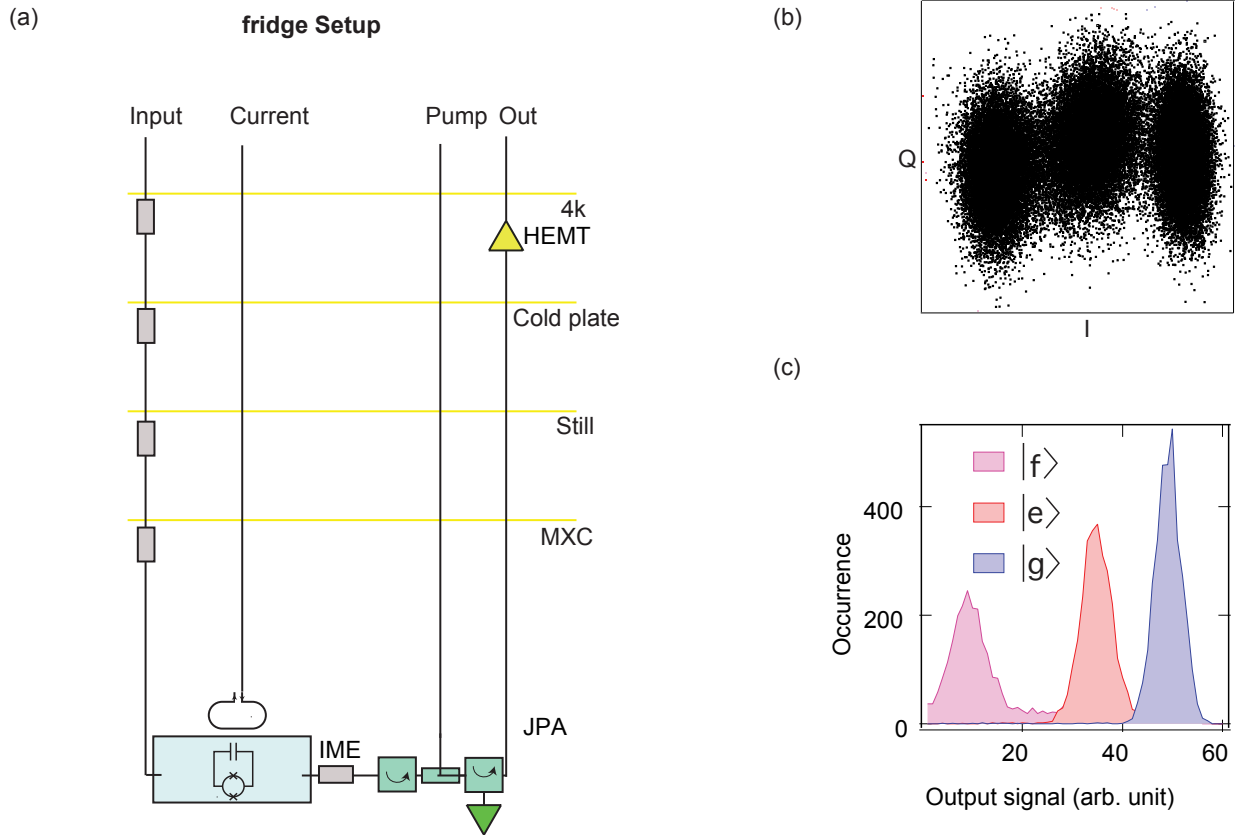 (a)
fridge Setup
Input Current Pump Out
4k
HEMT
Cold plate
Still
MXC
JPA
IME
(b)
Q
I
(c)
|f⟩
|e⟩
|g⟩
400
200
0
20 40 60
Occurrence
Output signal (arb. unit)